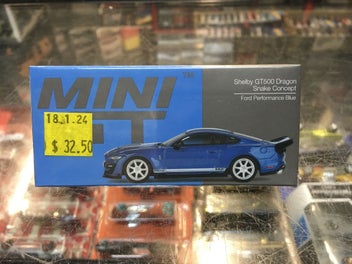 MINI
GT
Shelby GT500 Dragon
Snake Concept
Ford Performance Blue
18.1.24
$ 32.50